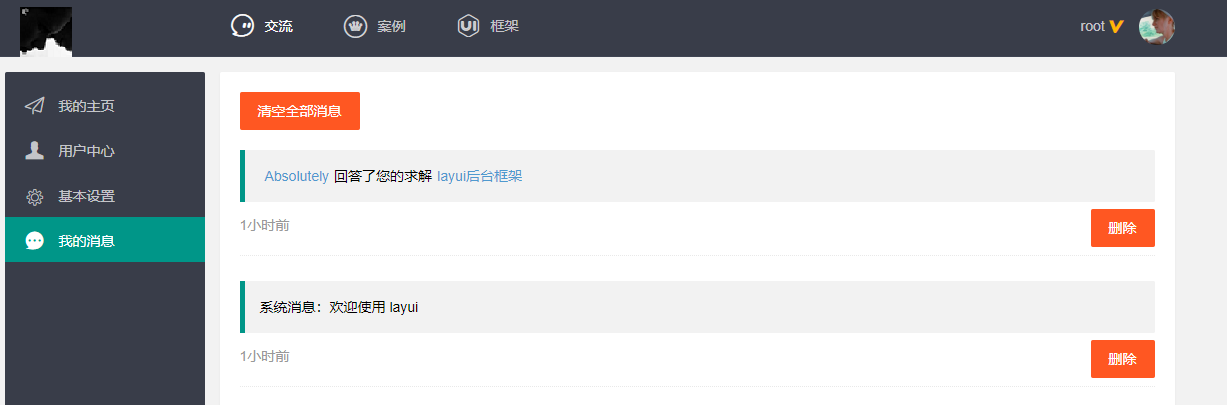 交流 案例 框架 root
我的主页
用户中心
基本设置
我的消息
清空全部消息
Absolutely 回答了您的求解 layui后台框架
1小时前 删除
系统消息：欢迎使用 layui
1小时前 删除